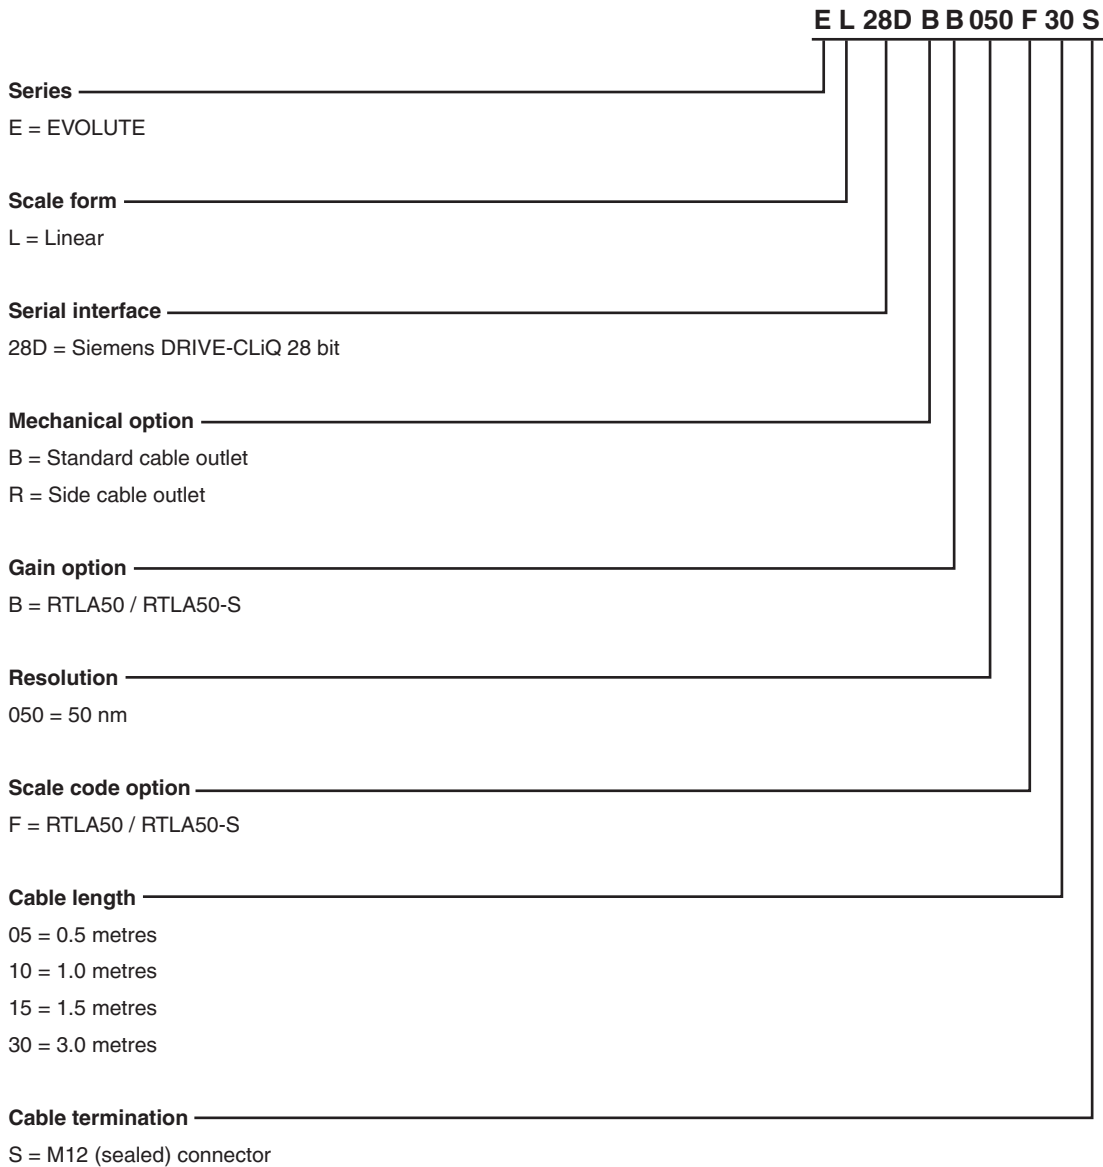 E L 28D B B 050 F 30 S
Series
E = EVOLUTE
Scale form
L = Linear
Serial interface
28D = Siemens DRIVE-CLiQ 28 bit
Mechanical option
B = Standard cable outlet
R = Side cable outlet
Gain option
B = RTLA50 / RTLA50-S
Resolution
050 = 50 nm
Scale code option
F = RTLA50 / RTLA50-S
Cable length
05 = 0.5 metres
10 = 1.0 metres
15 = 1.5 metres
30 = 3.0 metres
Cable termination
S = M12 (sealed) connector